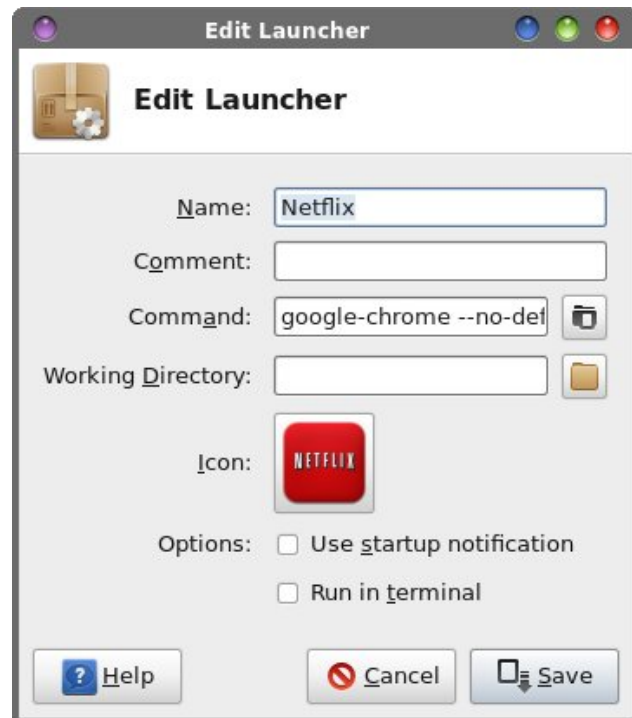 Edit Launcher
Edit Launcher
Name: Netflix
Comment:
Command: google-chrome --no-def
Working Directory:
Icon: NETFLIX
Options: Use startup notification
Run in terminal
? Help Cancel Save